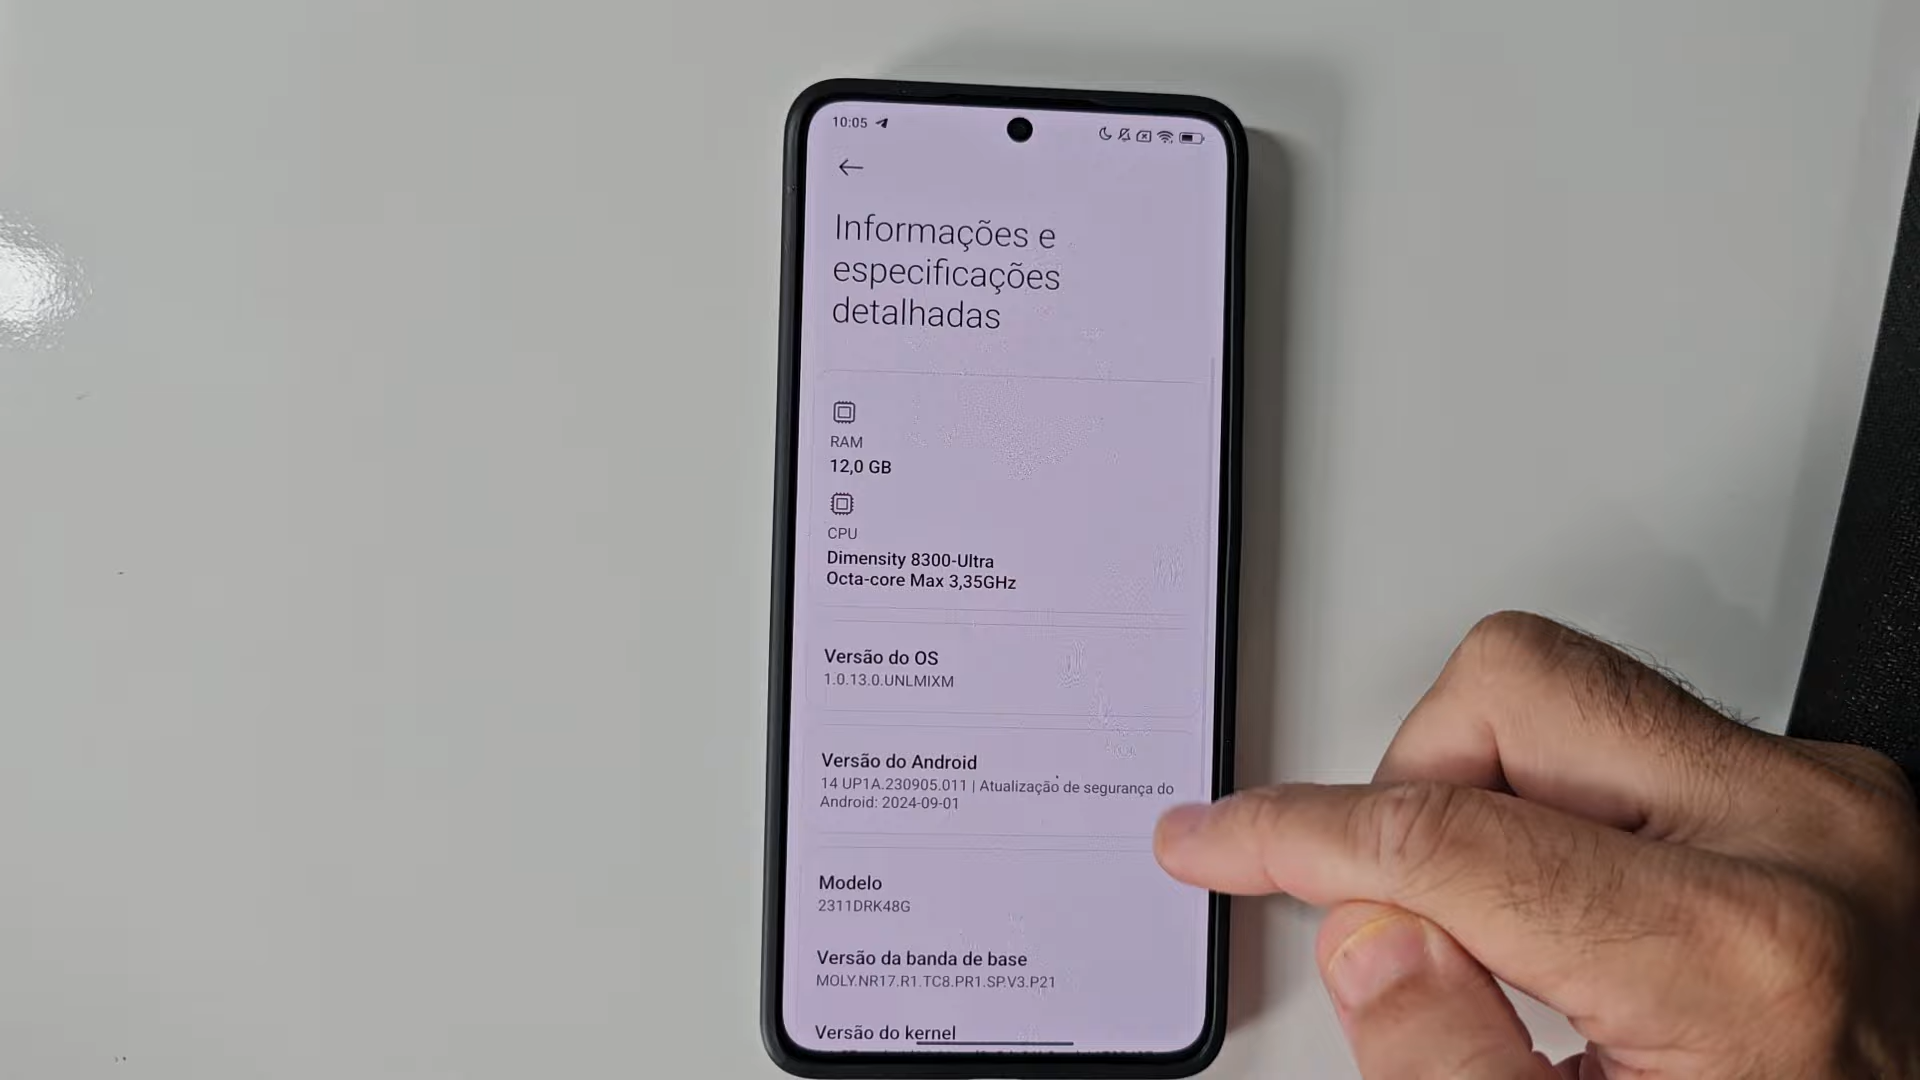 10:05
Informações e
especificações
detalhadas
RAM
12,0 GB
CPU
Dimensity 8300-Ultra
Octa-core Max 3,35GHz
Versão do OS
1.0.13.0.UNLMIXM
Versão do Android
14 UP1A.230905.011 | Atualização de segurança do
Android: 2024-09-01
Modelo
2311DRK48G
Versão da banda de base
MOLY.NR17.R1.TC8.PR1.SP.V3.P21
Versão do kernel